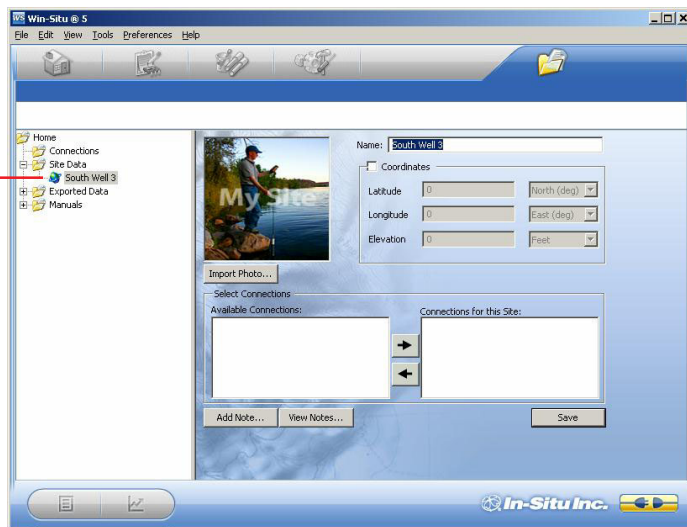 WS Win-Situ ® 5
File Edit View Tools Preferences Help
Home
Connections
Site Data
South Well 3
Exported Data
Manuals
My Site
Import Photo...
Name: South Well 3
Coordinates
Latitude 0 North (deg)
Longitude 0 East (deg)
Elevation 0 Feet
Select Connections
Available Connections:
Connections for this Site:
Add Note... View Notes... Save
In-Situ Inc.